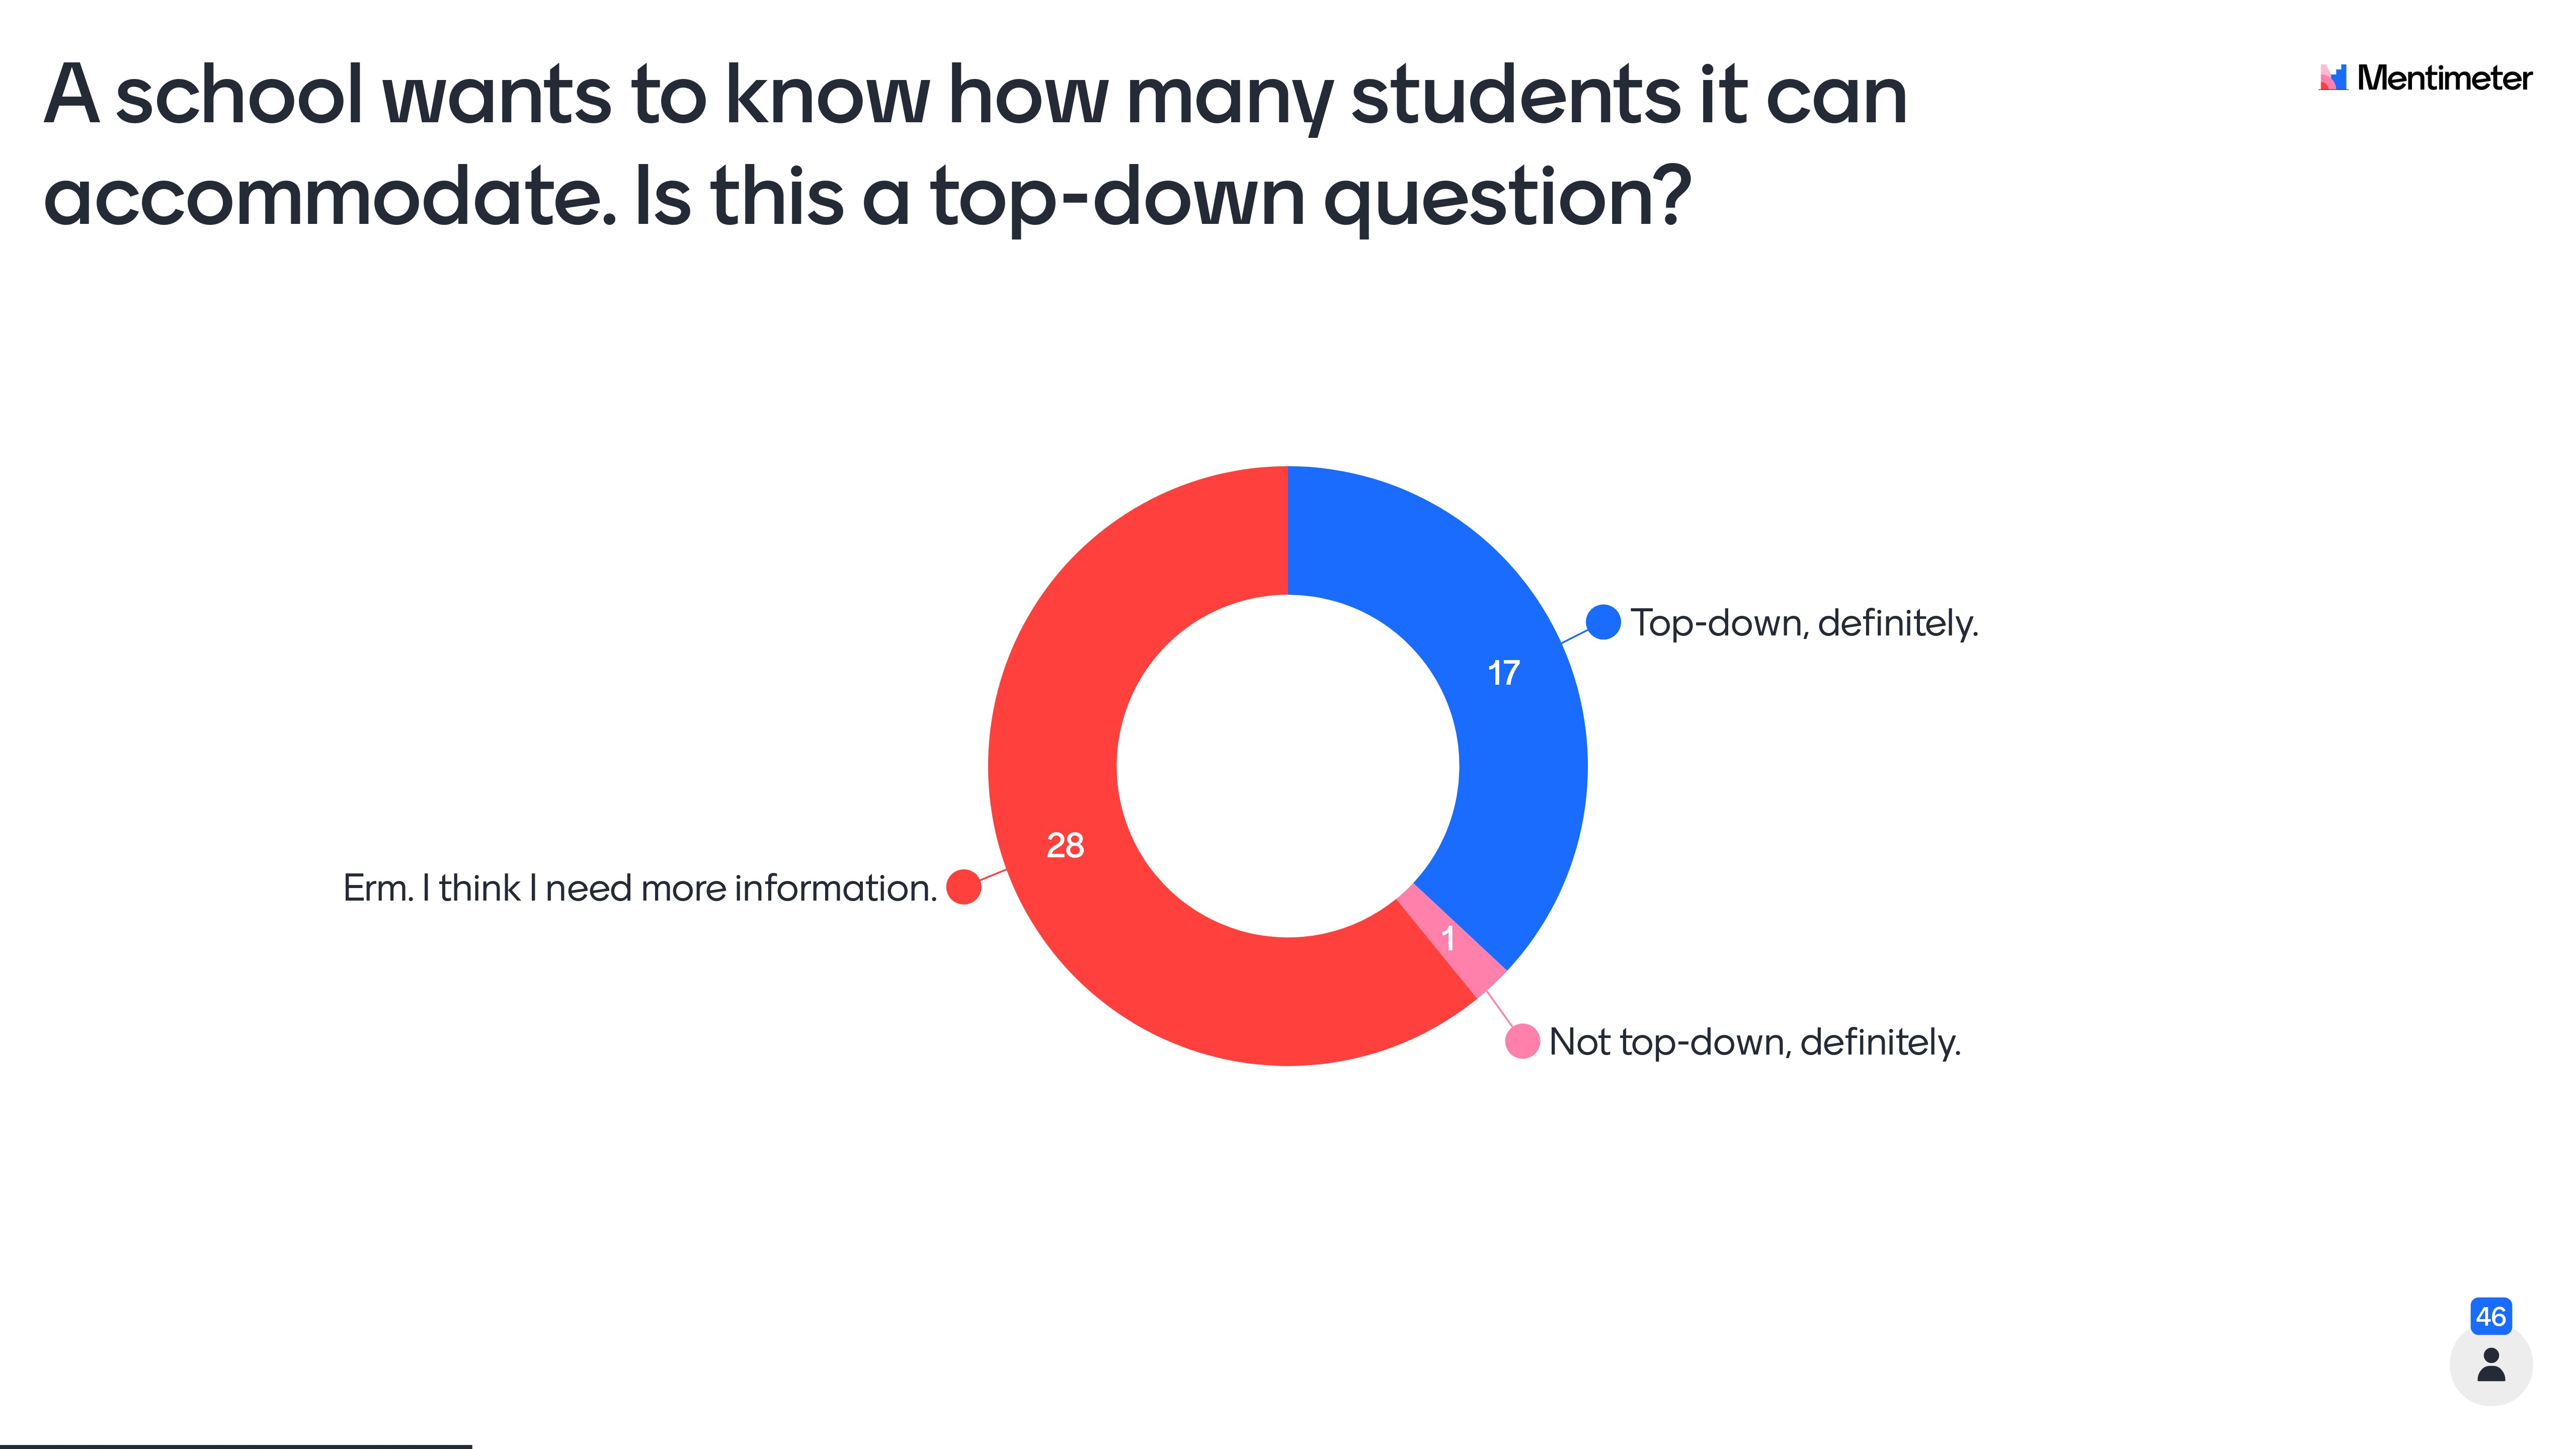 A school wants to know how many students it can
accommodate. Is this a top-down question?
Mentimeter
Top-down, definitely.
17
28
Erm. I think I need more information.
1
Not top-down, definitely.
46